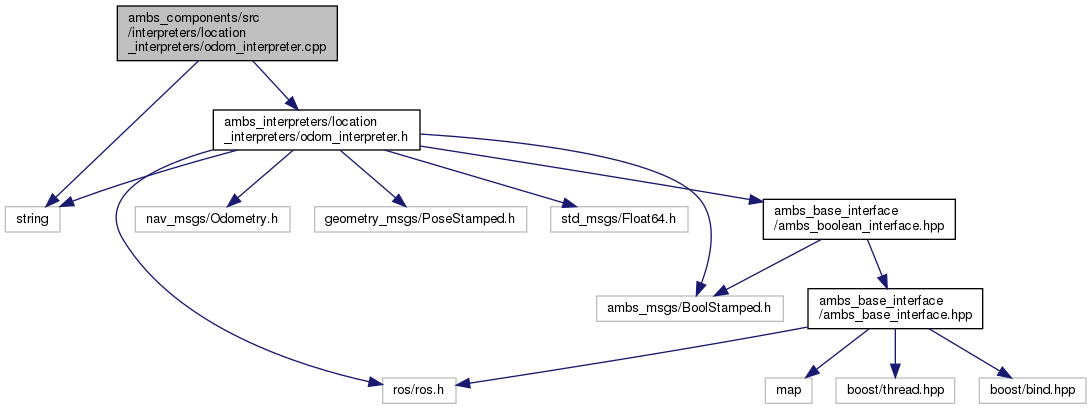 ambs_components/src
/interpreters/location
_interpreters/odom_interpreter.cpp
ambs_interpreters/location
_interpreters/odom_interpreter.h
string
nav_msgs/Odometry.h
geometry_msgs/PoseStamped.h
std_msgs/Float64.h
ambs_base_interface
/ambs_boolean_interface.hpp
ambs_msgs/BoolStamped.h
ambs_base_interface
/ambs_base_interface.hpp
ros/ros.h
map
boost/thread.hpp
boost/bind.hpp